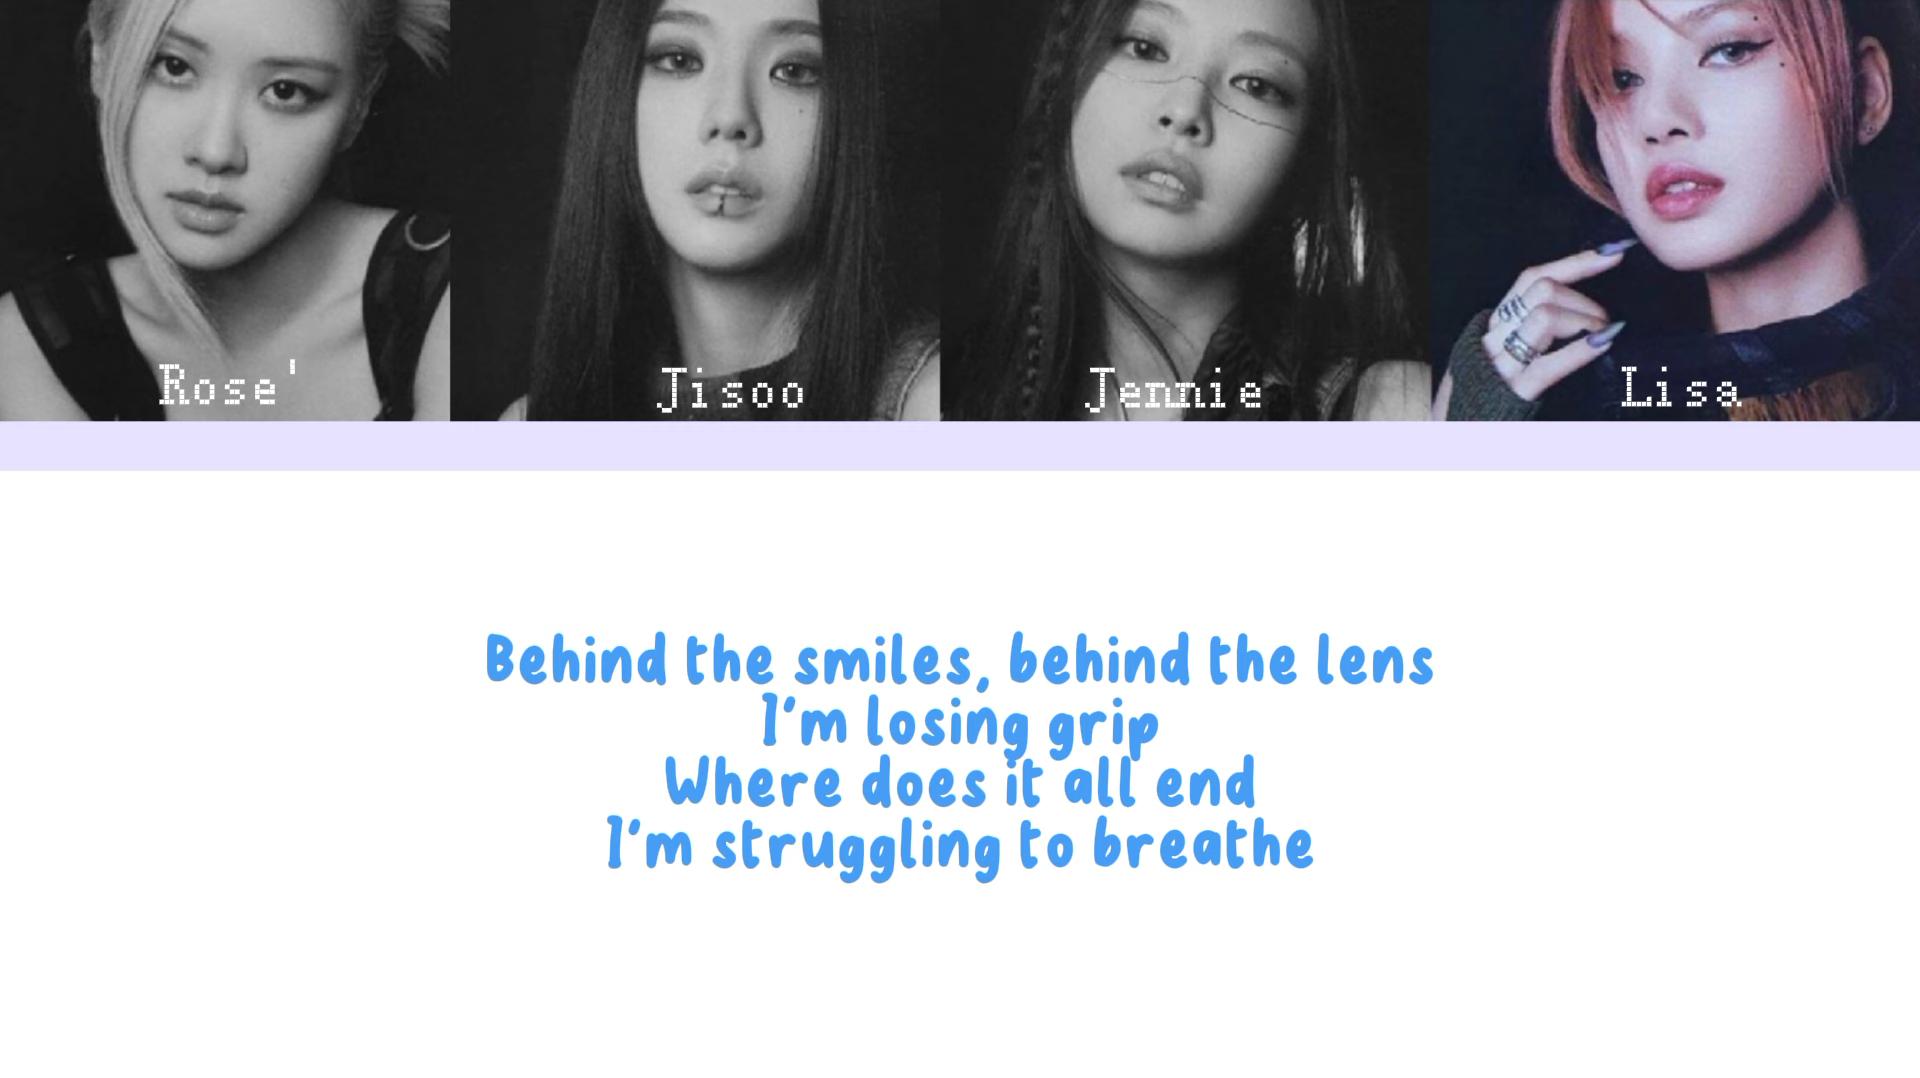 Rose'
Jisoo
Jennie
Lisa
Behind the smiles, behind the lens
I'm losing grip
Where does it all end
I'm struggling to breathe